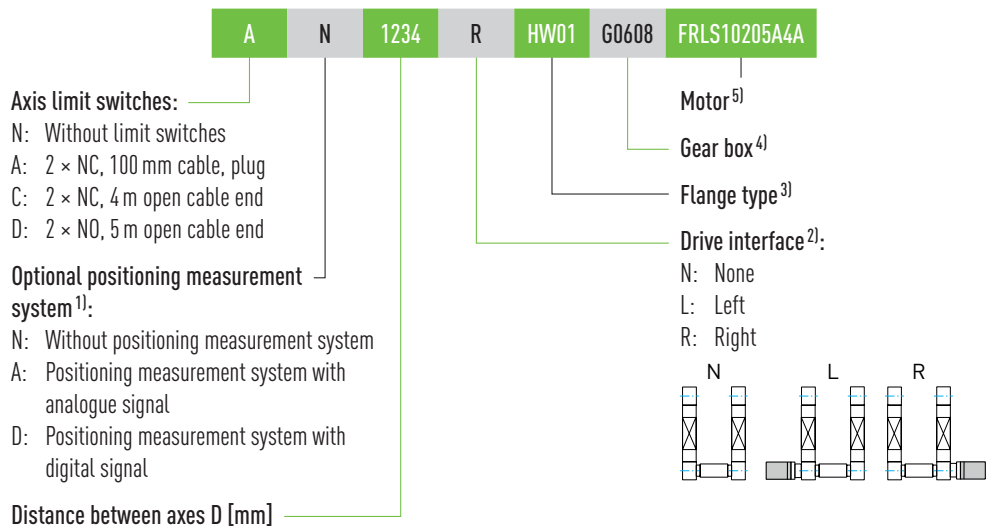 A N 1234 R HW01 G0608 FRLS10205A4A
Axis limit switches:
N: Without limit switches
A: 2 × NC, 100 mm cable, plug
C: 2 × NC, 4 m open cable end
D: 2 × NO, 5 m open cable end
Optional positioning measurement
system 1):
N: Without positioning measurement system
A: Positioning measurement system with
analogue signal
D: Positioning measurement system with
digital signal
Distance between axes D [mm]
Motor 5)
Gear box 4)
Flange type 3)
Drive interface 2):
N: None
L: Left
R: Right
N L R